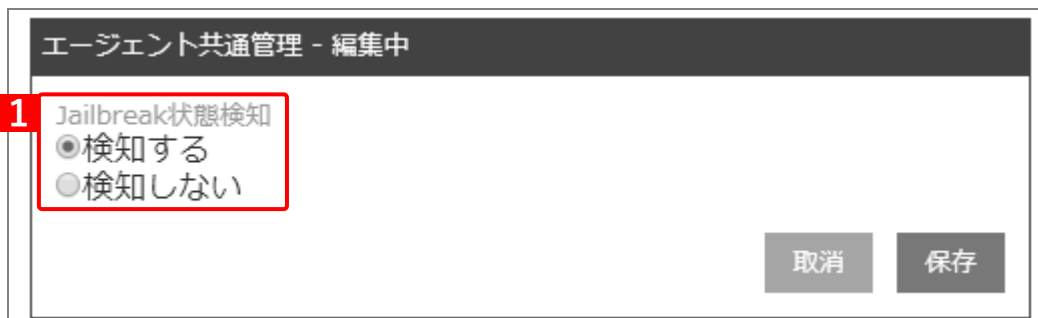 エージェント共通管理 - 編集中
1
Jailbreak状態検知
検知する
検知しない
取消
保存